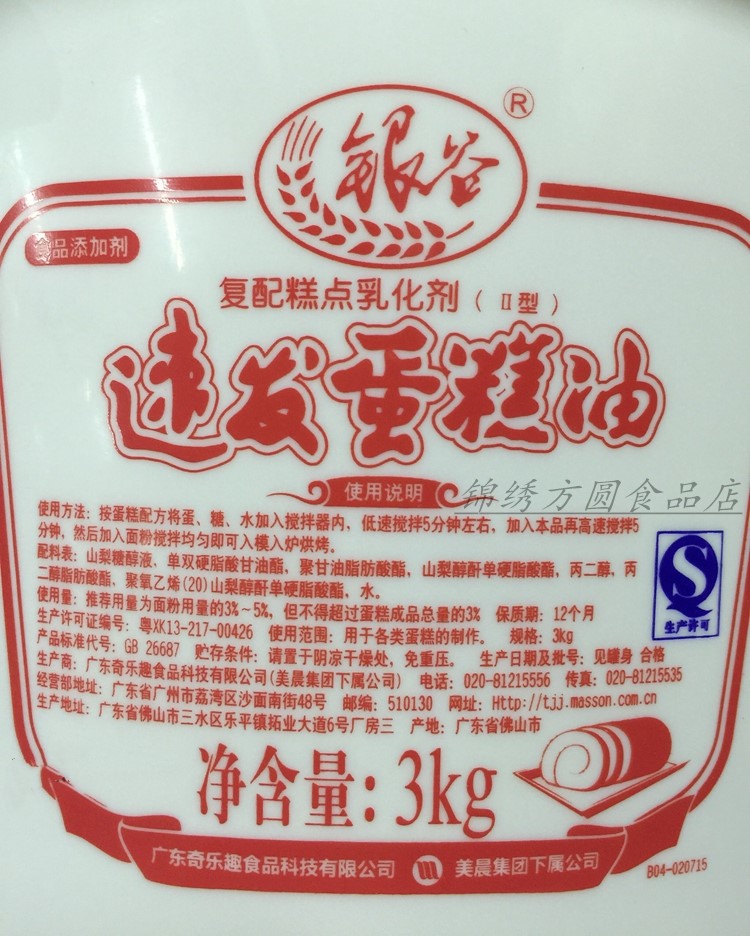 银谷®
食品添加剂
复配糕点乳化剂（Ⅱ型）
速发蛋糕油
使用说明
锦绣方圆食品店
使用方法：按蛋糕配方将蛋、糖、水加入搅拌器内，低速搅拌5分钟左右，加入本品再高速搅拌5
分钟，然后加入面粉搅拌均匀即可入模入炉烘烤。
配料表：山梨糖醇液，单双硬脂酸甘油酯，聚甘油脂肪酸酯，山梨醇酐单硬脂酸酯，丙二醇，丙
二醇脂肪酸酯，聚氧乙烯(20)山梨醇酐单硬脂酸酯、水。
使用量：推荐用量为面粉用量的3%～5%，但不得超过蛋糕成品总量的3% 保质期：12个月
生产许可证编号：粤XK13-217-00426 使用范围：用于各类蛋糕的制作。 规格：3kg
产品标准代号：GB 26687 贮存条件：请置于阴凉干燥处，免重压。 生产日期及批号：见罐身 合格
生产商：广东奇乐趣食品科技有限公司(美晨集团下属公司) 电话：020-81215556 传真：020-81215535
经营部地址：广东省广州市荔湾区沙面南街48号 邮编：510130 网址：Http://tjj.masson.com.cn
生产地址：广东省佛山市三水区乐平镇拓业大道6号厂房三 产地：广东省佛山市
S
生产许可
净含量：3kg
广东奇乐趣食品科技有限公司 美晨集团下属公司
B04-020715